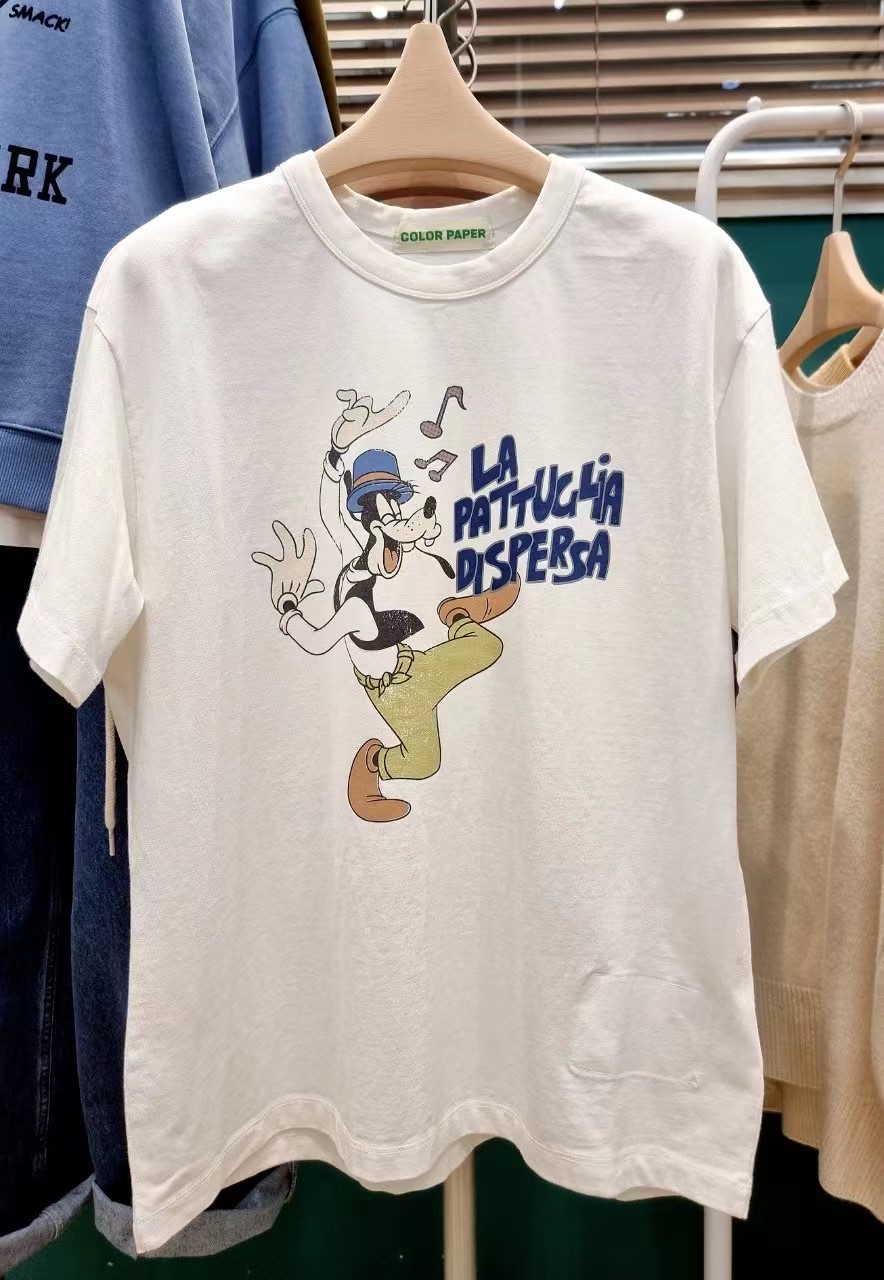 SMACK!
RK
COLOR PAPER
LA
PATTUGLIA
DISPERSA